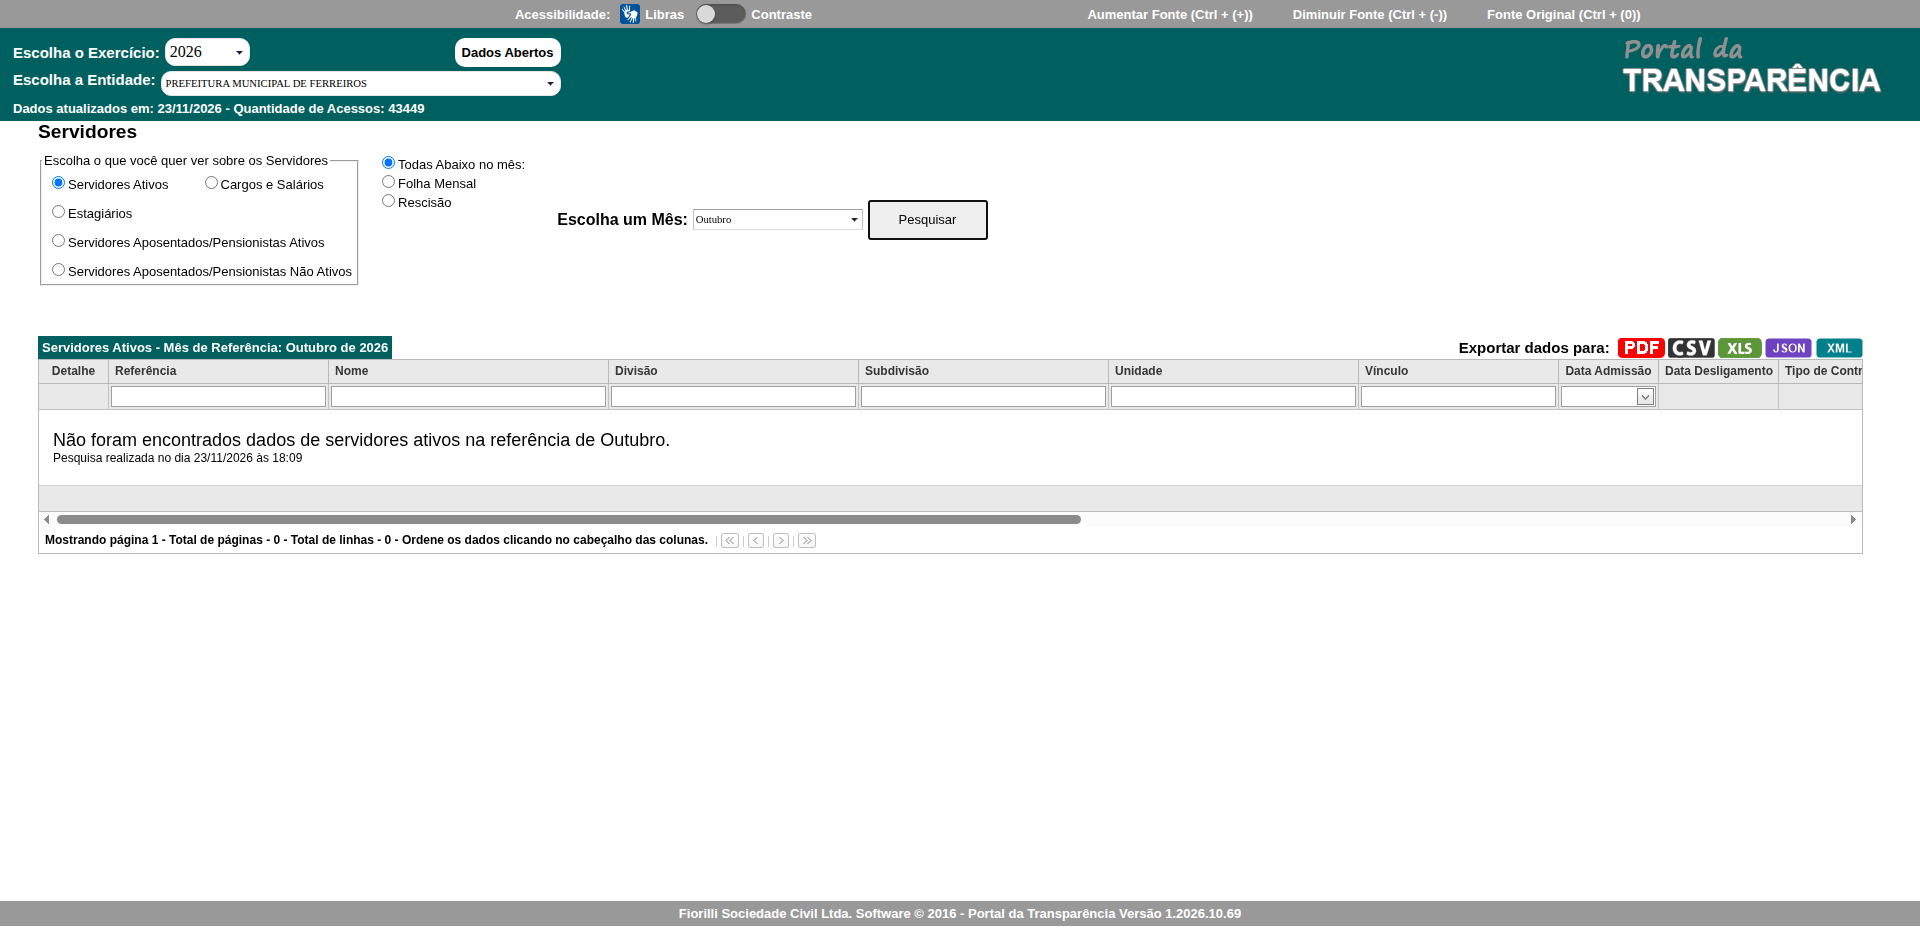 Acessibilidade: Libras Contraste Aumentar Fonte (Ctrl + (+)) Diminuir Fonte (Ctrl + (-)) Fonte Original (Ctrl + (0))
Escolha o Exercício: 2026 Dados Abertos
Escolha a Entidade: PREFEITURA MUNICIPAL DE FERREIROS
Dados atualizados em: 23/11/2026 - Quantidade de Acessos: 43449
Portal da
TRANSPARÊNCIA
Servidores
Escolha o que você quer ver sobre os Servidores
Servidores Ativos Cargos e Salários
Estagiários
Servidores Aposentados/Pensionistas Ativos
Servidores Aposentados/Pensionistas Não Ativos
Todas Abaixo no mês:
Folha Mensal
Rescisão
Escolha um Mês: Outubro Pesquisar
Servidores Ativos - Mês de Referência: Outubro de 2026 Exportar dados para: PDF CSV XLS JSON XML
Detalhe Referência Nome Divisão Subdivisão Unidade Vínculo Data Admissão Data Desligamento Tipo de Contr
Não foram encontrados dados de servidores ativos na referência de Outubro.
Pesquisa realizada no dia 23/11/2026 às 18:09
Mostrando página 1 - Total de páginas - 0 - Total de linhas - 0 - Ordene os dados clicando no cabeçalho das colunas.
Fiorilli Sociedade Civil Ltda. Software © 2016 - Portal da Transparência Versão 1.2026.10.69